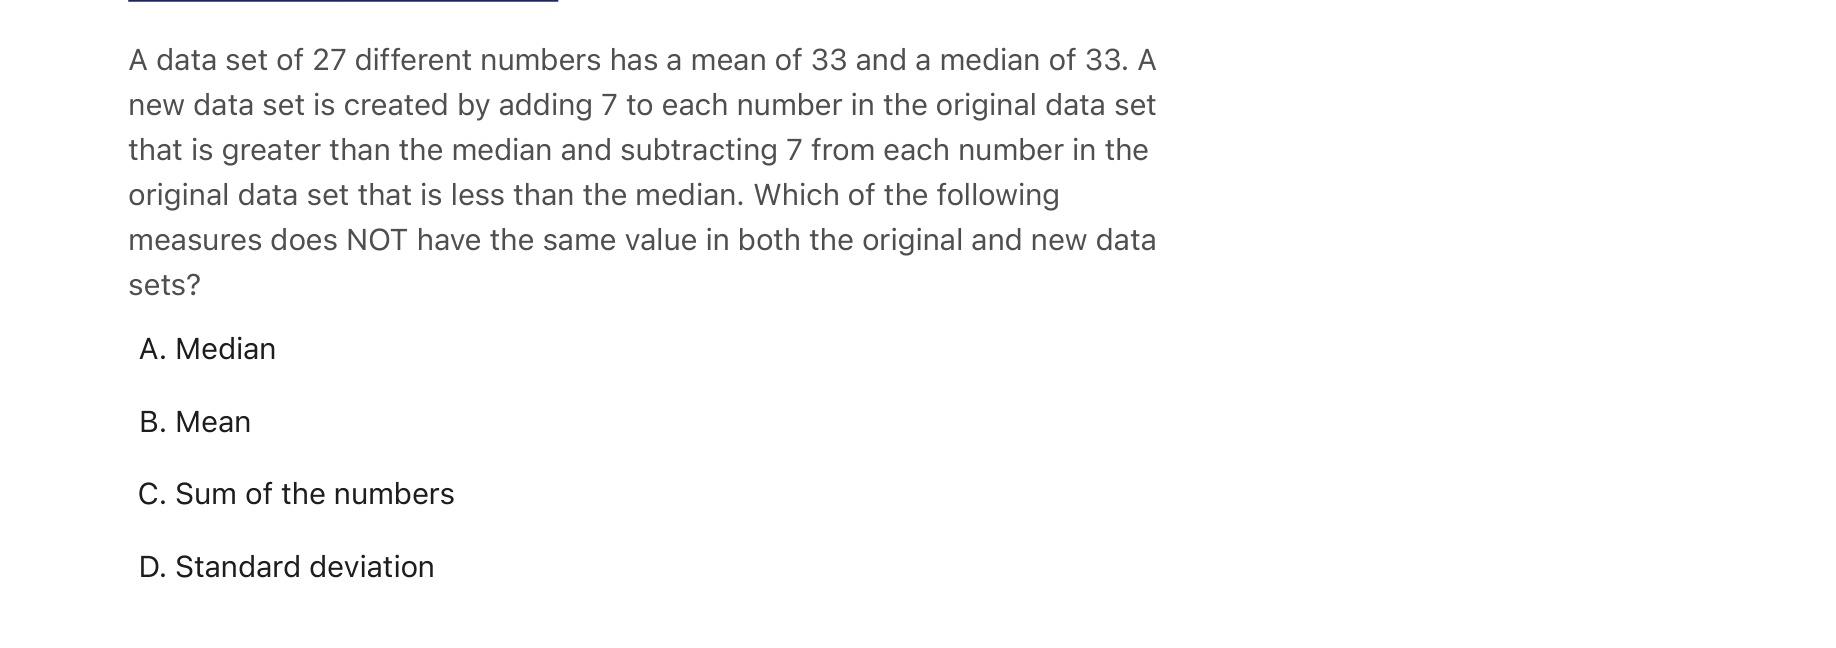 A data set of 27 different numbers has a mean of 33 and a median of 33. A
new data set is created by adding 7 to each number in the original data set
that is greater than the median and subtracting 7 from each number in the
original data set that is less than the median. Which of the following
measures does NOT have the same value in both the original and new data
sets?
A. Median
B. Mean
C. Sum of the numbers
D. Standard deviation